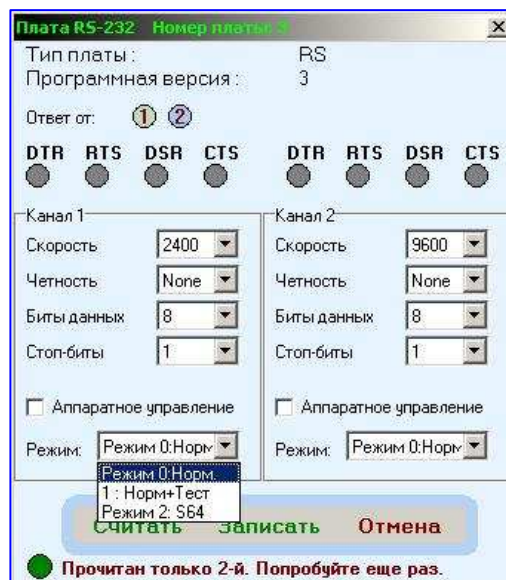 Плата RS-232 Номер платы: 3
Тип платы : RS
Программная версия : 3
Ответ от: 1 2
DTR RTS DSR CTS DTR RTS DSR CTS
Канал 1
Скорость 2400
Четность None
Биты данных 8
Стоп-биты 1
Аппаратное управление
Режим: Режим 0:Норм
Режим 0:Норм.
1 : Норм+Тест
Режим 2: S64
Канал 2
Скорость 9600
Четность None
Биты данных 8
Стоп-биты 1
Аппаратное управление
Режим: Режим 0:Норм
Считать Записать Отмена
Прочитан только 2-й. Попробуйте еще раз.